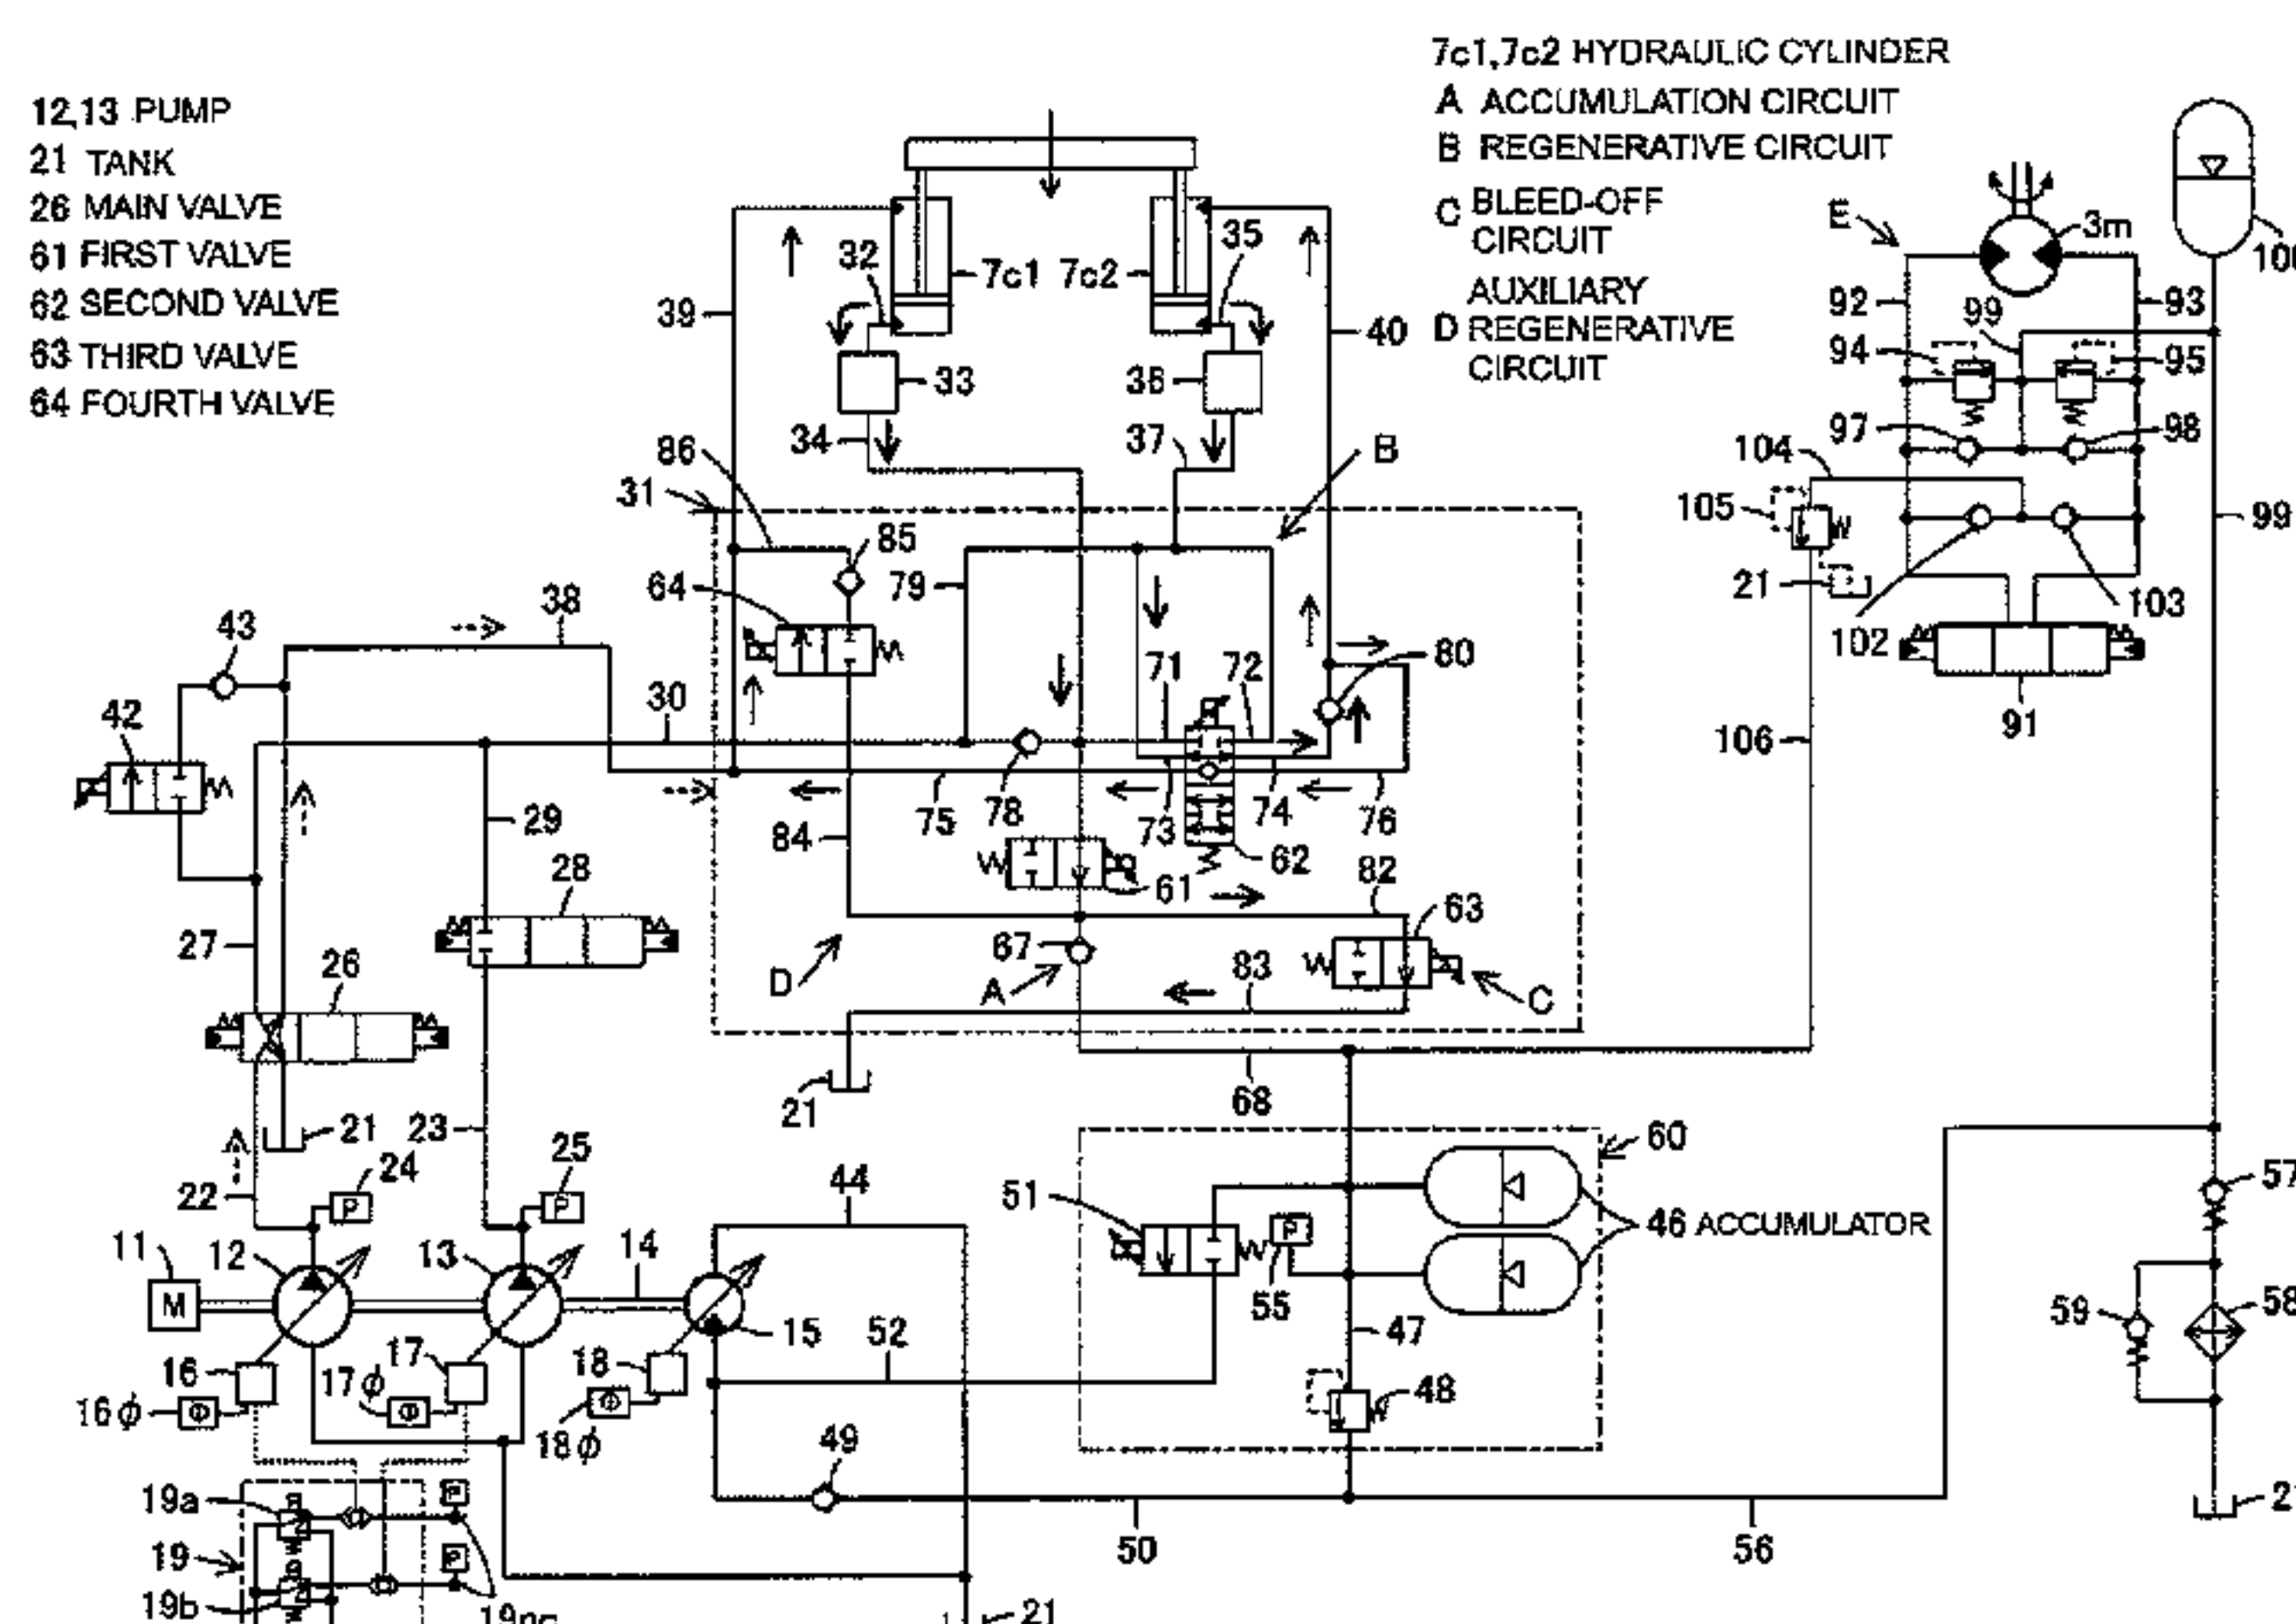 12,13 PUMP
21 TANK
26 MAIN VALVE
61 FIRST VALVE
62 SECOND VALVE
63 THIRD VALVE
64 FOURTH VALVE
7c1,7c2 HYDRAULIC CYLINDER
A ACCUMULATION CIRCUIT
B REGENERATIVE CIRCUIT
C BLEED-OFF
CIRCUIT
AUXILIARY
D REGENERATIVE
CIRCUIT
E
3m
32
35
7c1
7c2
39
40
92
99
93
94
95
33
36
34
37
97
98
86
B
104
31
105
85
99
79
64
21
103
38
43
102
71
72
80
30
42
91
106
78
75
73
74
76
29
84
62
28
61
82
63
27
67
26
D
A
83
C
21
68
21
23
60
25
24
44
22
51
46 ACCUMULATOR
57
11
12
13
14
M
P
P
P
55
15
52
47
59
58
16
17
18
48
16ϕ
17ϕ
18ϕ
Φ
Φ
Φ
49
19a
P
19
50
56
P
19b
21